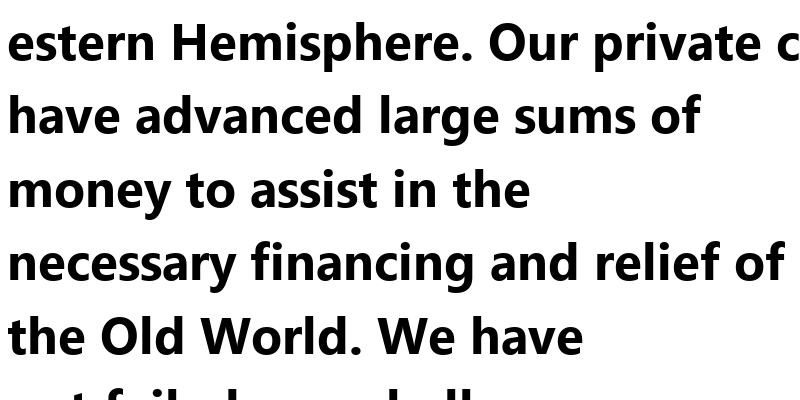 estern Hemisphere. Our private c
have advanced large sums of
money to assist in the
necessary financing and relief of
the Old World. We have